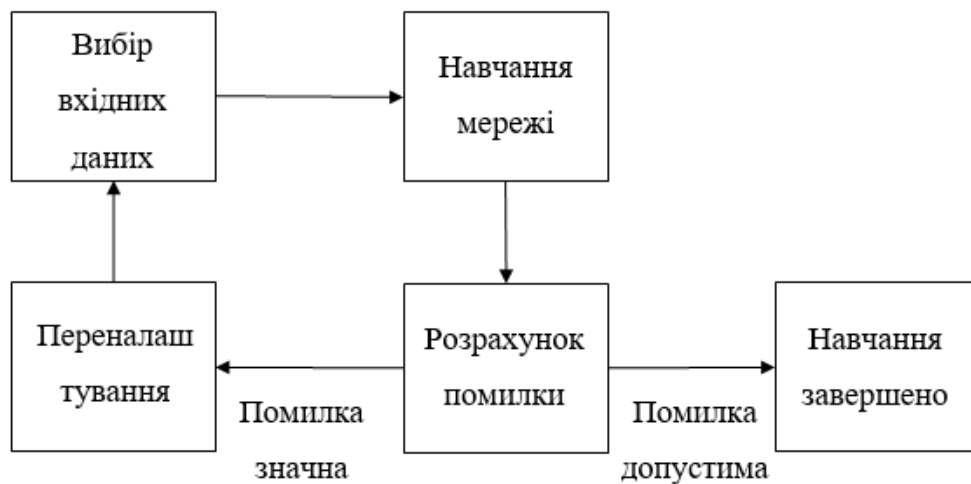 Вибір
вхідних
даних
Навчання
мережі
Переналаш
тування
Розрахунок
помилки
Навчання
завершено
Помилка
значна
Помилка
допустима